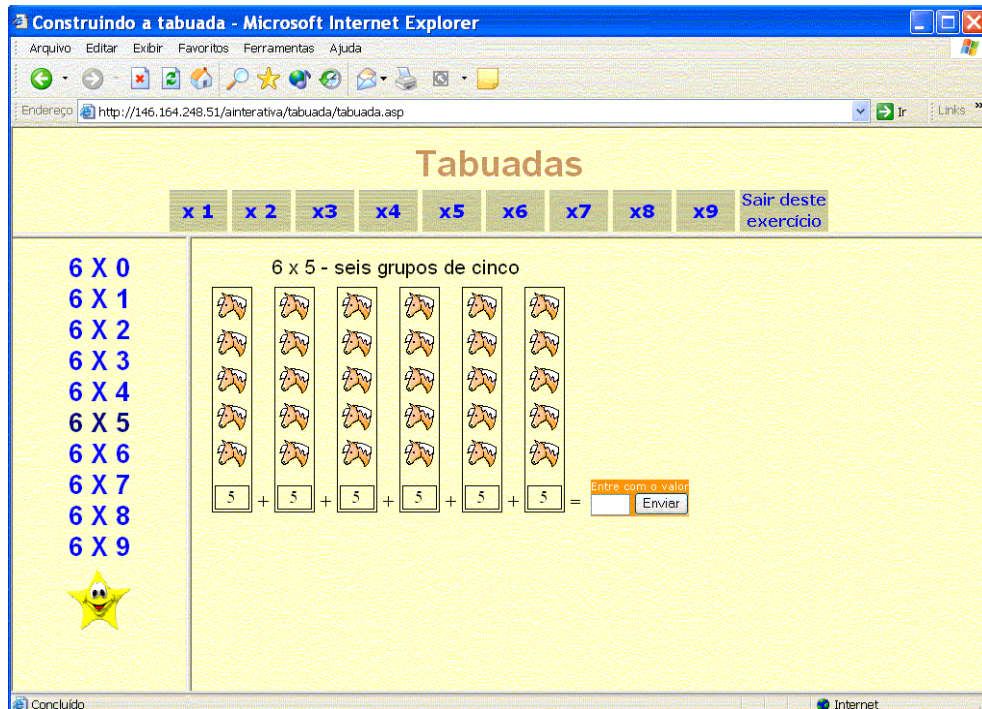 Construindo a tabuada - Microsoft Internet Explorer
Arquivo Editar Exibir Favoritos Ferramentas Ajuda
Endereço http://146.164.248.51/ainterativa/tabuada/tabuada.asp Ir Links »
Tabuadas
x 1 x 2 x3 x4 x5 x6 x7 x8 x9 Sair deste
exercício
6 X 0
6 X 1
6 X 2
6 X 3
6 X 4
6 X 5
6 X 6
6 X 7
6 X 8
6 X 9
6 x 5 - seis grupos de cinco
Entre com o valor
5 + 5 + 5 + 5 + 5 + 5 = Enviar
Concluído Internet